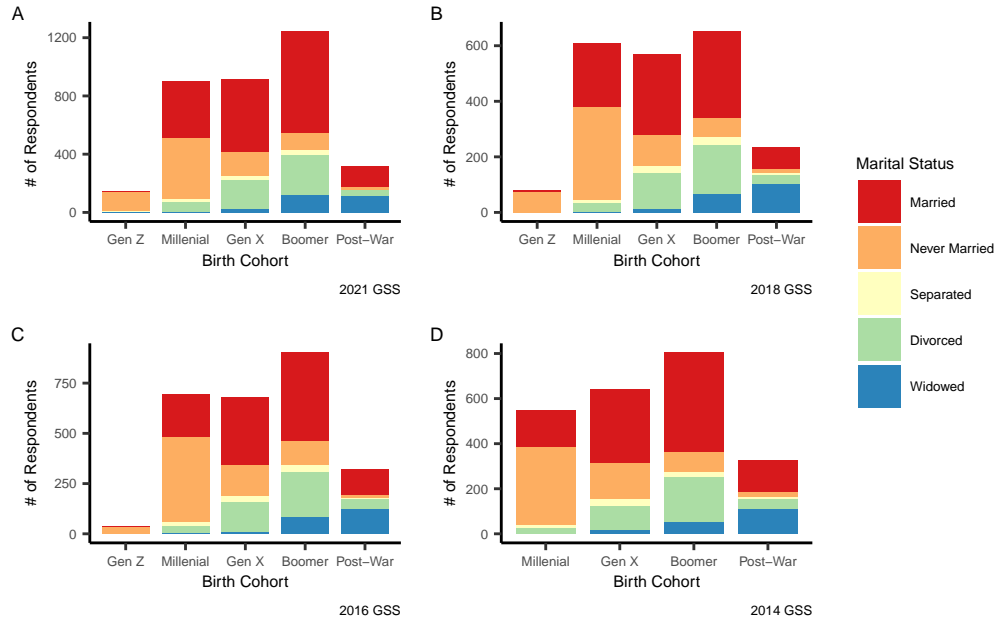 A
# of Respondents
1200
800
400
0
Gen Z Millenial Gen X Boomer Post−War
Birth Cohort
2021 GSS
B
# of Respondents
600
400
200
0
Gen Z Millenial Gen X Boomer Post−War
Birth Cohort
2018 GSS
C
# of Respondents
750
500
250
0
Gen Z Millenial Gen X Boomer Post−War
Birth Cohort
2016 GSS
D
# of Respondents
800
600
400
200
0
Millenial Gen X Boomer Post−War
Birth Cohort
2014 GSS
Marital Status
Married
Never Married
Separated
Divorced
Widowed